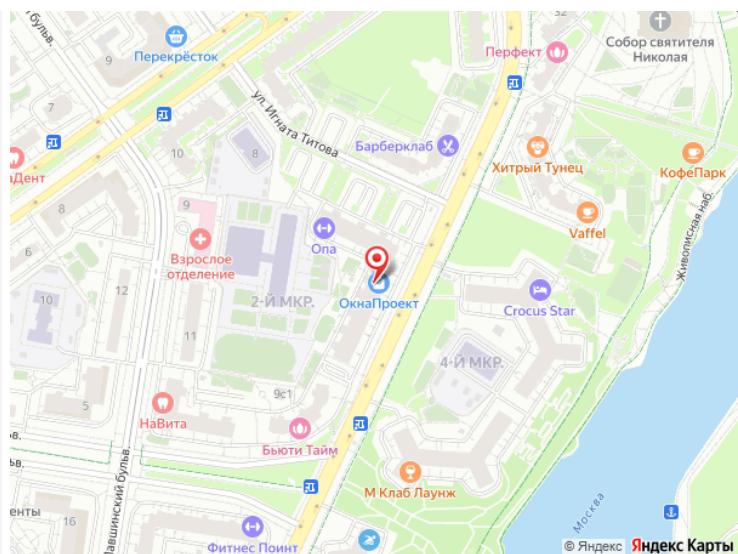 32
Собор святителя
Николая
Перфект
9
Перекрёсток
7
ул. Игната Титова
Барберклаб
10
8
Хитрый Тунец
КофеПарк
аДент
8
9
Опа
Vaffel
Живописная наб.
6
Взрослое
отделение
12
10
2-Й МКР.
ОкнаПроект
Crocus Star
11
4-Й МКР.
9с1
5
НаВита
Бьюти Тайм
бульв.
М Клаб Лаунж
Москва
енты
16
Фитнес Поинт
© Яндекс Яндекс Карты